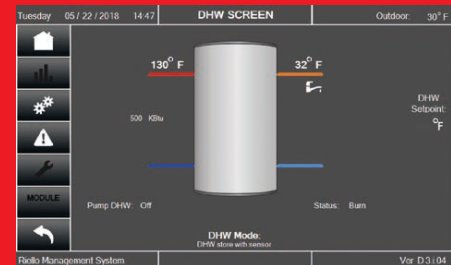 Tuesday 05 / 22 / 2018 14:47 DHW SCREEN Outdoor: 30° F
130° F 32° F
500 KBtu
DHW
Setpoint:
°F
MODULE
Pump DHW: Off Status: Burn
DHW Mode:
DHW store with sensor
Riello Management System Ver D3.i 04